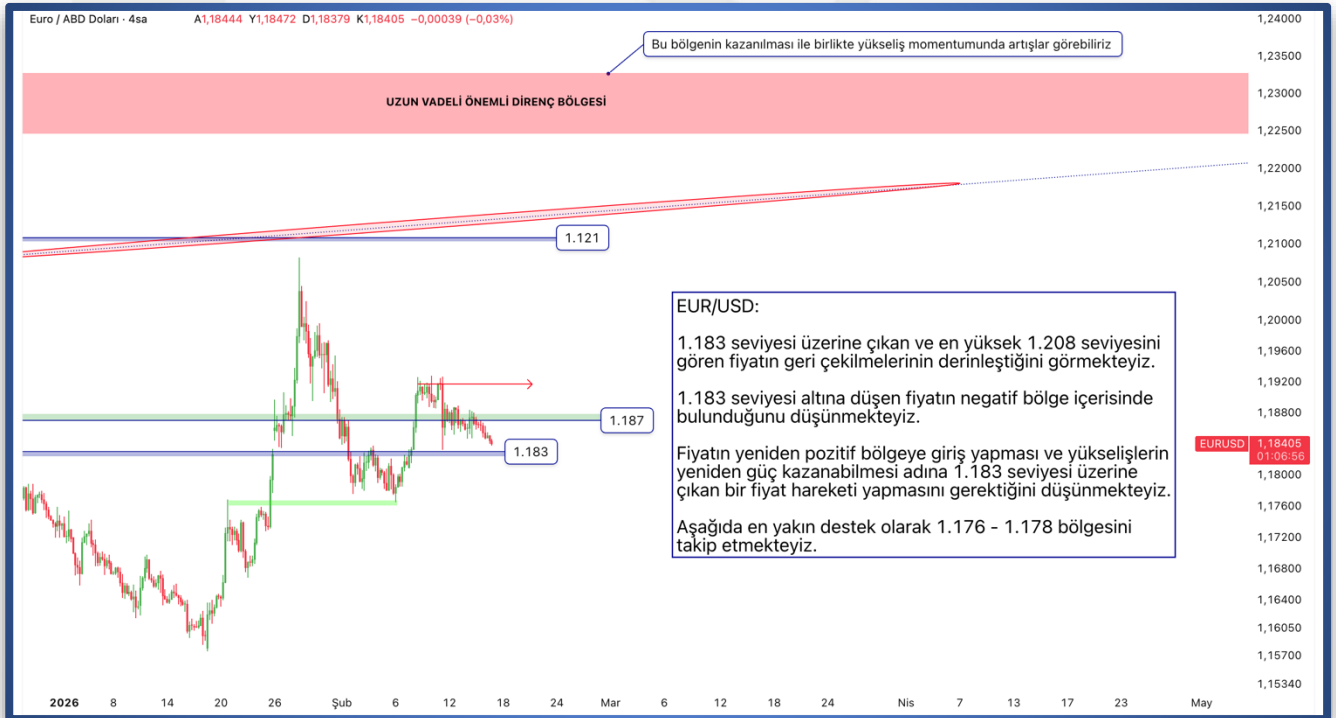 Euro / ABD Doları · 4sa A1,18444 Y1,18472 D1,18379 K1,18405 −0,00039 (−0,03%)
Bu bölgenin kazanılması ile birlikte yükseliş momentumunda artışlar görebiliriz
UZUN VADELİ ÖNEMLİ DİRENÇ BÖLGESİ
1.121
1.187
1.183
EUR/USD:
1.183 seviyesi üzerine çıkan ve en yüksek 1.208 seviyesini
gören fiyatın geri çekilmelerinin derinleştiğini görmekteyiz.
1.183 seviyesi altına düşen fiyatın negatif bölge içerisinde
bulunduğunu düşünmekteyiz.
Fiyatın yeniden pozitif bölgeye giriş yapması ve yükselişlerin
yeniden güç kazanabilmesi adına 1.183 seviyesi üzerine
çıkan bir fiyat hareketi yapmasını gerektiğini düşünmekteyiz.
Aşağıda en yakın destek olarak 1.176 - 1.178 bölgesini
takip etmekteyiz.
1,24000
1,23500
1,23000
1,22500
1,22000
1,21500
1,21000
1,20500
1,20000
1,19600
1,19200
1,18800
EURUSD 1,18405
01:06:56
1,18000
1,17600
1,17200
1,16800
1,16400
1,16050
1,15700
1,15340
2026 8 14 20 26 Şub 6 12 18 24 Mar 6 12 18 24 Nis 7 13 17 23 May